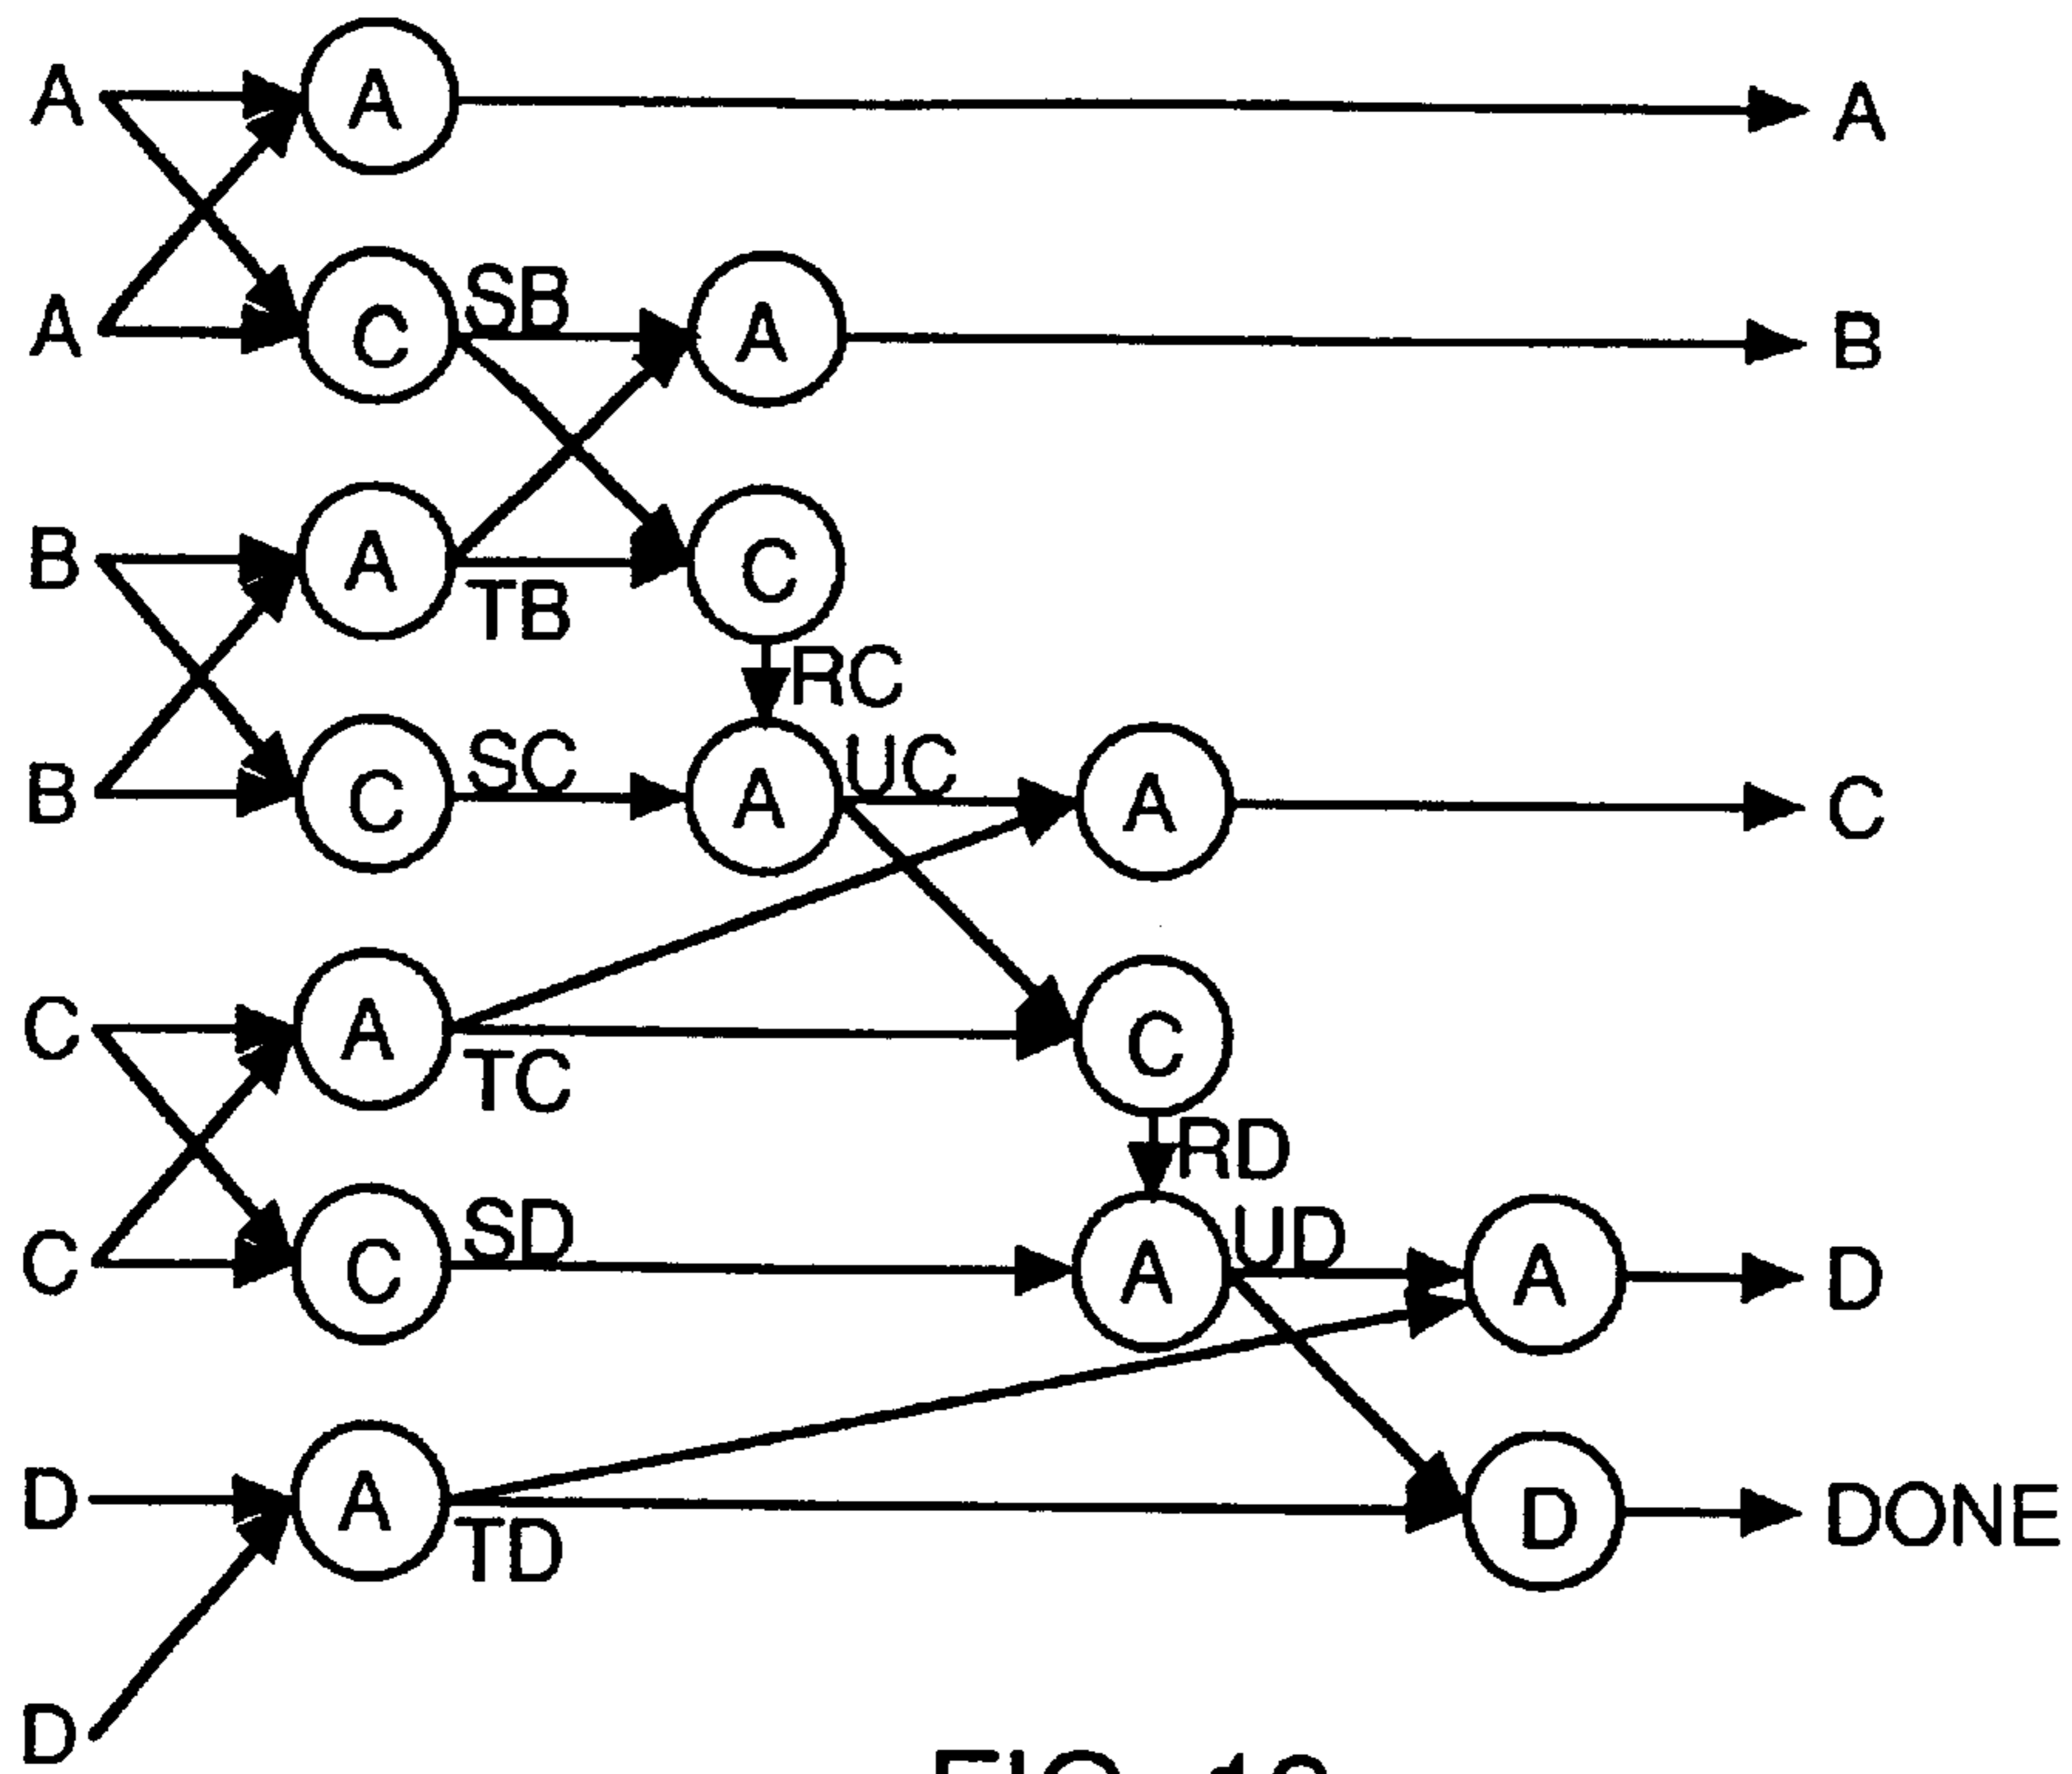 A A A
A C SB A B
B A TB C
RC
B C SC A UC A C
C A TC C
RD
C C SD A UD A D
D A TD D DONE
D